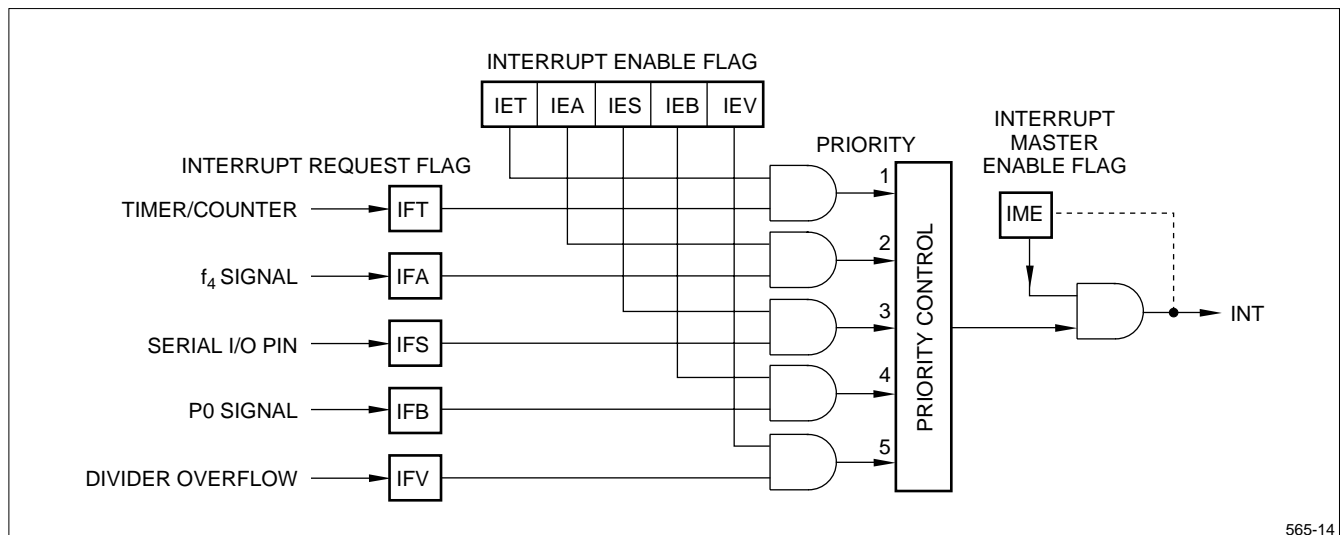 INTERRUPT ENABLE FLAG
IET IEA IES IEB IEV
INTERRUPT REQUEST FLAG
TIMER/COUNTER
IFT
f4 SIGNAL
IFA
SERIAL I/O PIN
IFS
P0 SIGNAL
IFB
DIVIDER OVERFLOW
IFV
PRIORITY
1
2
3
4
5
PRIORITY CONTROL
INTERRUPT
MASTER
ENABLE FLAG
IME
INT
565-14